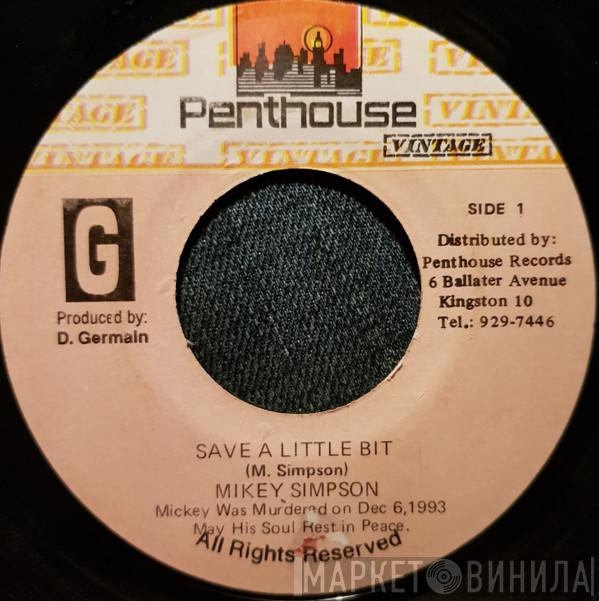 Penthouse
VINTAGE
VINTAGE
VINTAGE
G
SIDE 1
Produced by:
D. Germain
Distributed by:
Penthouse Records
6 Ballater Avenue
Kingston 10
Tel.: 929-7446
SAVE A LITTLE BIT
(M. Simpson)
MIKEY SIMPSON
Mickey Was Murdered on Dec 6,1993
May His Soul Rest in Peace.
All Rights Reserved
МАРКЕТ ВИНИЛА